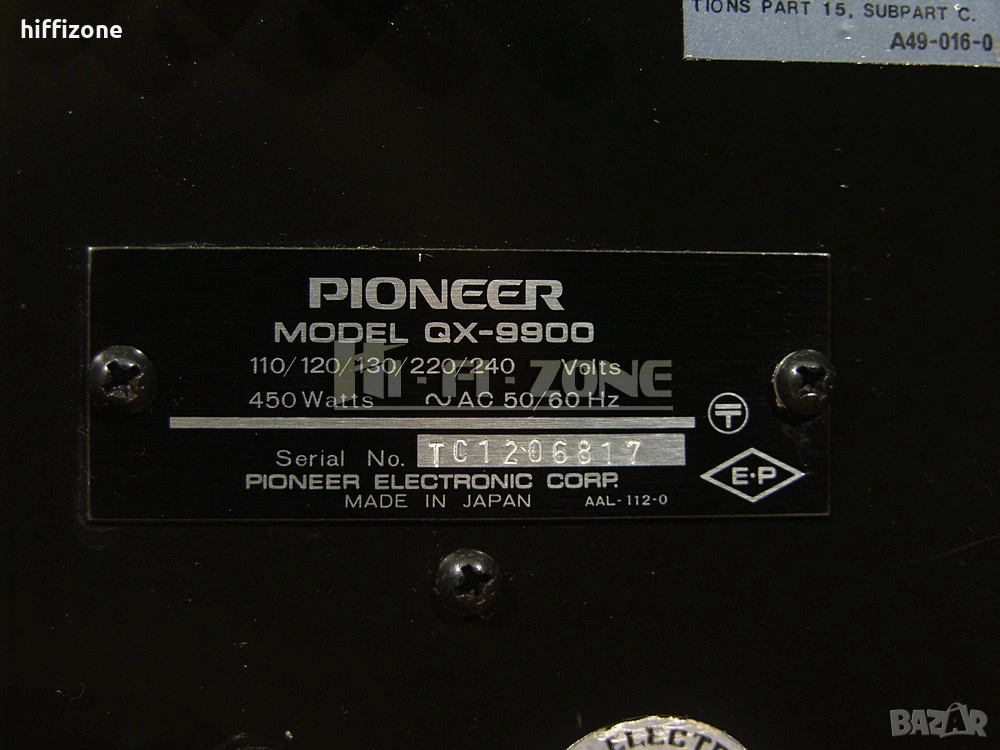 hiffizone
TIONS PART 15, SUBPART C.
A49-016-0
PIONEER
MODEL QX-9900
110/120/130/220/240 Volts
Hi-Fi-ZONE
450 Watts ~ AC 50/60 Hz
Serial No. TC1206817
E·P
PIONEER ELECTRONIC CORP.
MADE IN JAPAN AAL-112-0
ELECTR
BAZAR